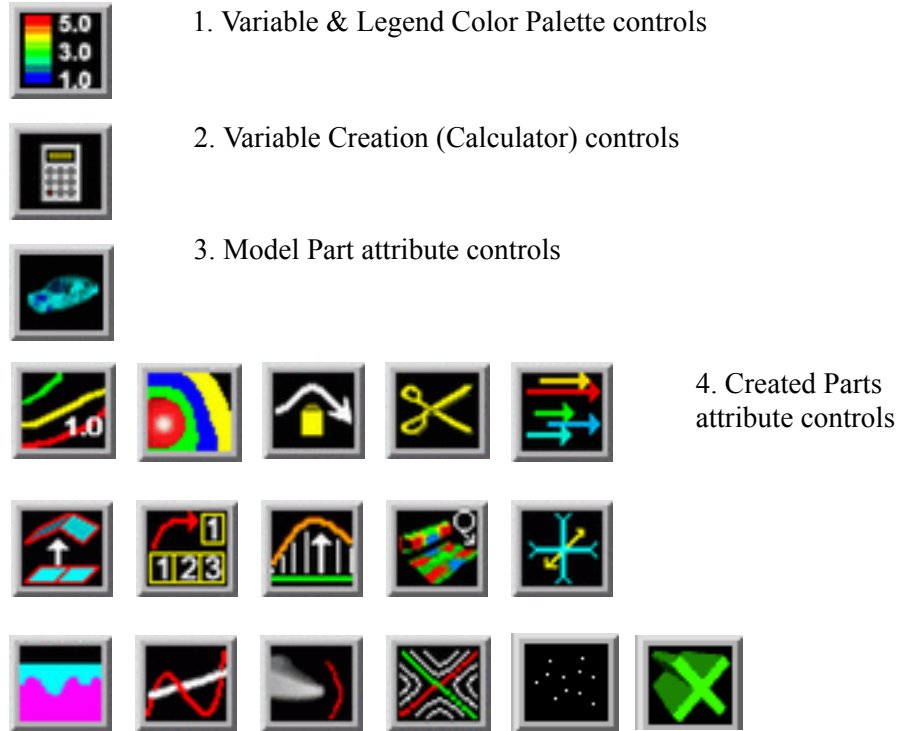 5.0
3.0
1.0
1. Variable & Legend Color Palette controls
2. Variable Creation (Calculator) controls
3. Model Part attribute controls
1.0
4. Created Parts
attribute controls
1
1 2 3